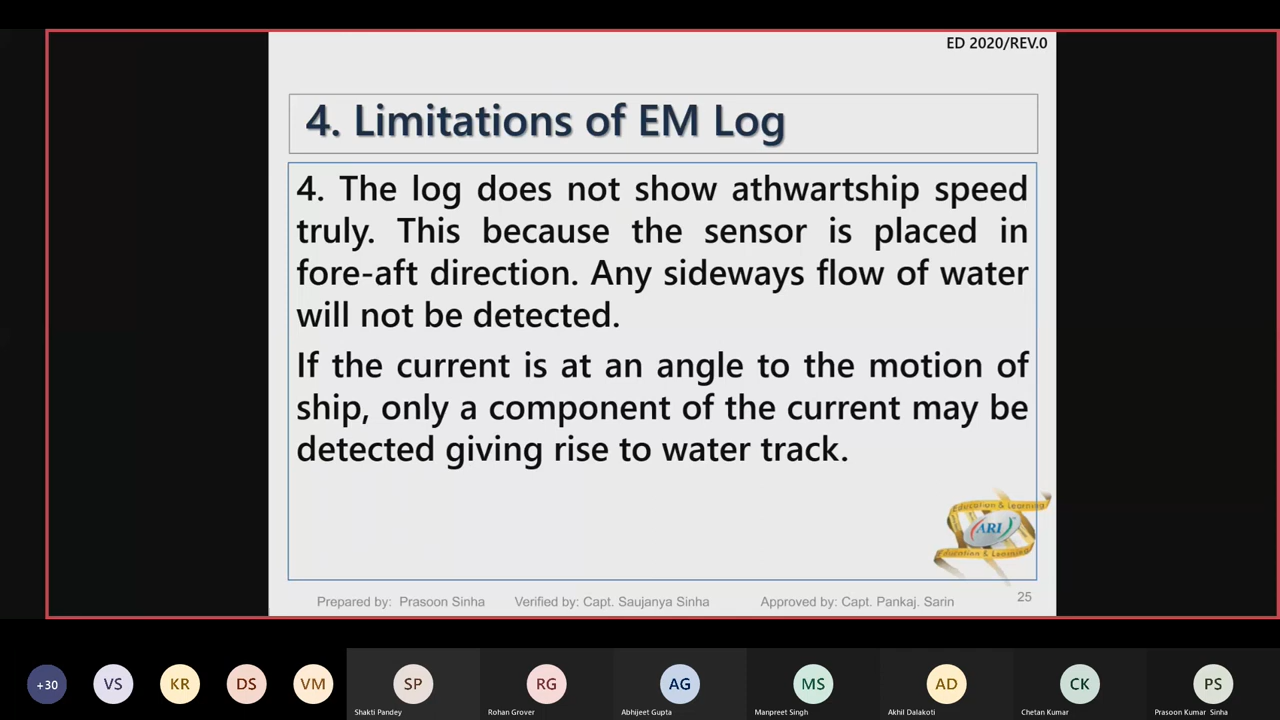 ED 2020/REV.0
4. Limitations of EM Log
4. The log does not show athwartship speed
truly. This because the sensor is placed in
fore-aft direction. Any sideways flow of water
will not be detected.
If the current is at an angle to the motion of
ship, only a component of the current may be
detected giving rise to water track.
Education & Learning
ARI
Education & Learning
Prepared by: Prasoon Sinha Verified by: Capt. Saujanya Sinha Approved by: Capt. Pankaj. Sarin 25
+30 VS KR DS VM SP RG AG MS AD CK PS
Shakti Pandey Rohan Grover Abhijeet Gupta Manpreet Singh Akhil Dalakoti Chetan Kumar Prasoon Kumar Sinha